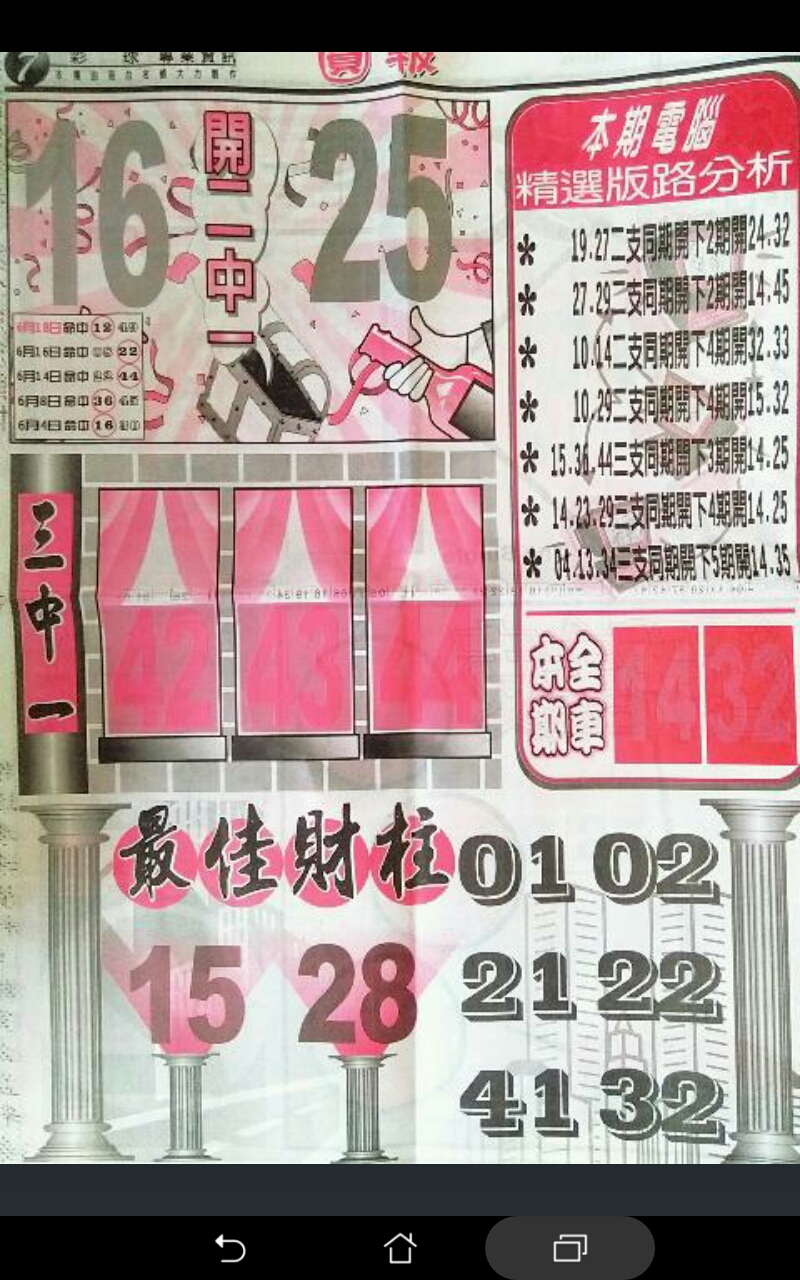 7 彩 球 專業資訊
寶報
16 開二中一 25
6月18日命中 12
6月16日命中 22
6月14日命中 44
6月8日命中 36
6月4日命中 16
本期電腦
精選版路分析
* 19.27二支同期開下2期開24.32
* 27.29二支同期開下2期開14.45
* 10.14二支同期開下4期開32.33
* 10.29二支同期開下4期開15.32
* 15.36.44三支同期開下3期開14.25
* 14.23.29三支同期開下4期開14.25
* 04.13.34三支同期開下5期開14.35
三中一
42 43 44
本期全車 14 32
最佳財柱
15 28
01 02
21 22
41 32